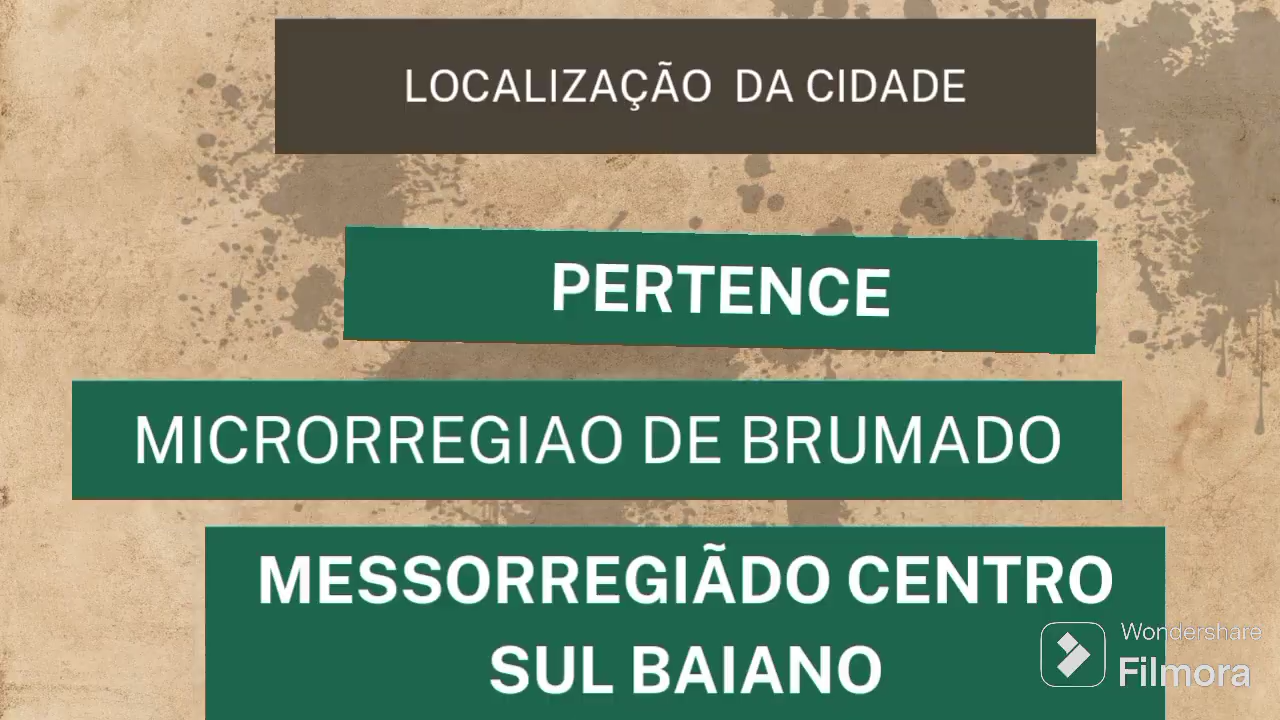 LOCALIZAÇÃO DA CIDADE
PERTENCE
MICRORREGIAO DE BRUMADO
MESSORREGIÃDO CENTRO
SUL BAIANO
Wondershare
Filmora